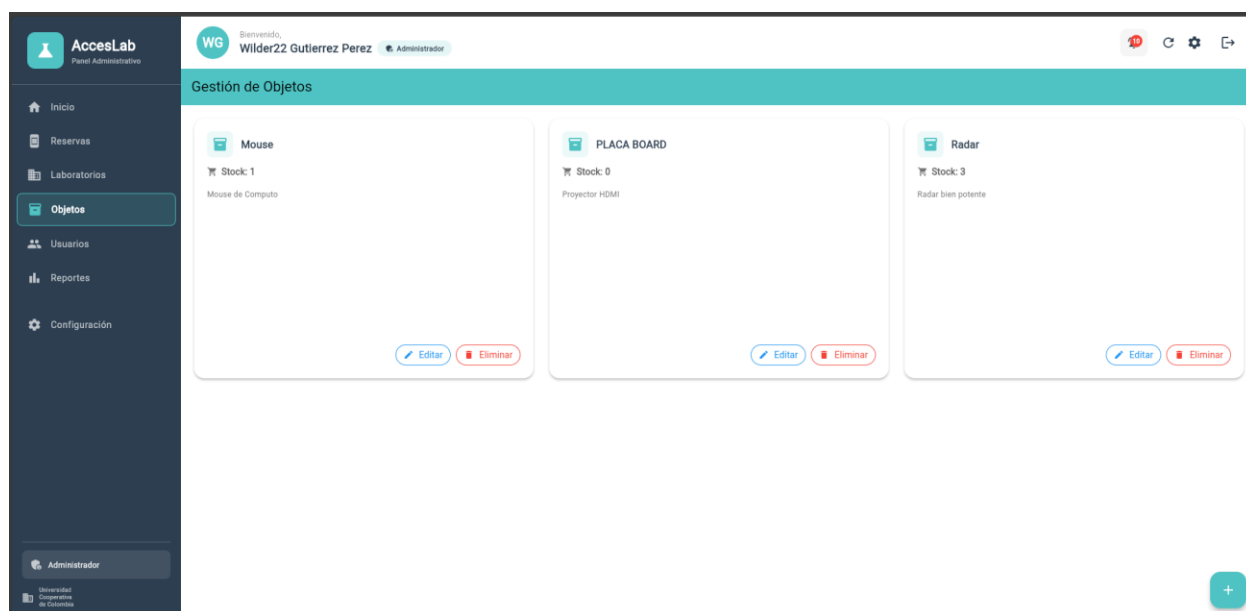 AccesLab
Panel Administrativo
Inicio
Reservas
Laboratorios
Objetos
Usuarios
Reportes
Configuración
Administrador
Universidad
Cooperativa
de Colombia
WG
Bienvenido,
Wilder22 Gutierrez Perez
Administrador
10
Gestión de Objetos
Mouse
Stock: 1
Mouse de Computo
Editar
Eliminar
PLACA BOARD
Stock: 0
Proyector HDMI
Editar
Eliminar
Radar
Stock: 3
Radar bien potente
Editar
Eliminar
+